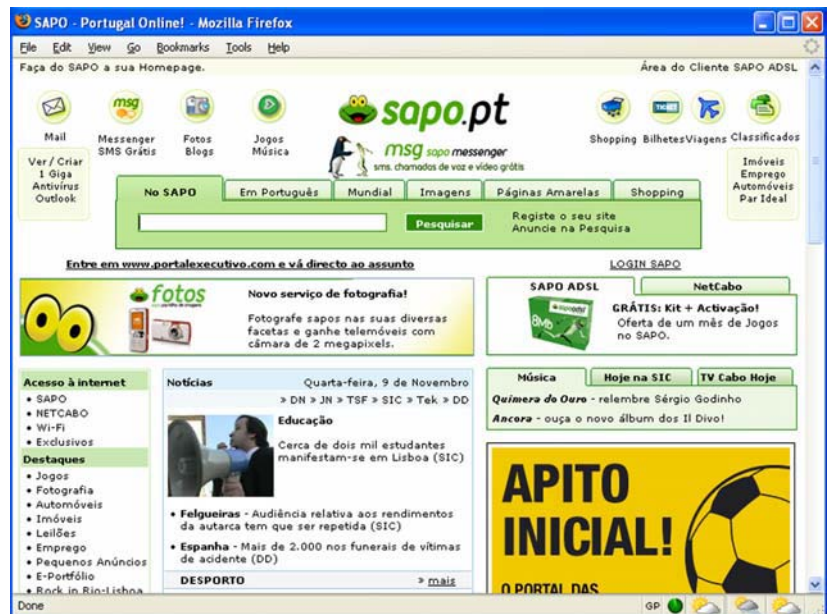 SAPO - Portugal Online! - Mozilla Firefox
File Edit View Go Bookmarks Tools Help
Faça do SAPO a sua Homepage. Área do Cliente SAPO ADSL
msg
sapo.pt
TICKET
Mail
Messenger
SMS Grátis
Fotos
Blogs
Jogos
Música
Shopping Bilhetes Viagens Classificados
msg sapo messenger
sms. chamadas de voz e vídeo grátis
Ver / Criar
1 Giga
Antivírus
Outlook
Imóveis
Emprego
Automóveis
Par Ideal
No SAPO Em Português Mundial Imagens Páginas Amarelas Shopping
Pesquisar
Registe o seu site
Anuncie na Pesquisa
Entre em www.portalexecutivo.com e vá directo ao assunto
LOGIN SAPO
fotos
Novo serviço de fotografia!
Fotografe sapos nas suas diversas
facetas e ganhe telemóveis com
câmara de 2 megapixels.
SAPO ADSL NetCabo
8Mb
GRÁTIS: Kit + Activação!
Oferta de um mês de Jogos
no SAPO.
Acesso à internet
• SAPO
• NETCABO
• Wi-Fi
• Exclusivos
Destaques
• Jogos
• Fotografia
• Automóveis
• Imóveis
• Leilões
• Emprego
• Pequenos Anúncios
• E-Portfólio
• Rock in Rio-Lisboa
Notícias Quarta-feira, 9 de Novembro
» DN » JN » TSF » SIC » Tek » DD
Educação
Cerca de dois mil estudantes
manifestam-se em Lisboa (SIC)
• Felgueiras - Audiência relativa aos rendimentos
da autarca tem que ser repetida (SIC)
• Espanha - Mais de 2.000 nos funerais de vítimas
de acidente (DD)
DESPORTO » mais
Música Hoje na SIC TV Cabo Hoje
Quimera do Ouro - relembre Sérgio Godinho
Ancora - ouça o novo álbum dos Il Divo!
APITO
INICIAL!
O PORTAL DAS
Done
GP